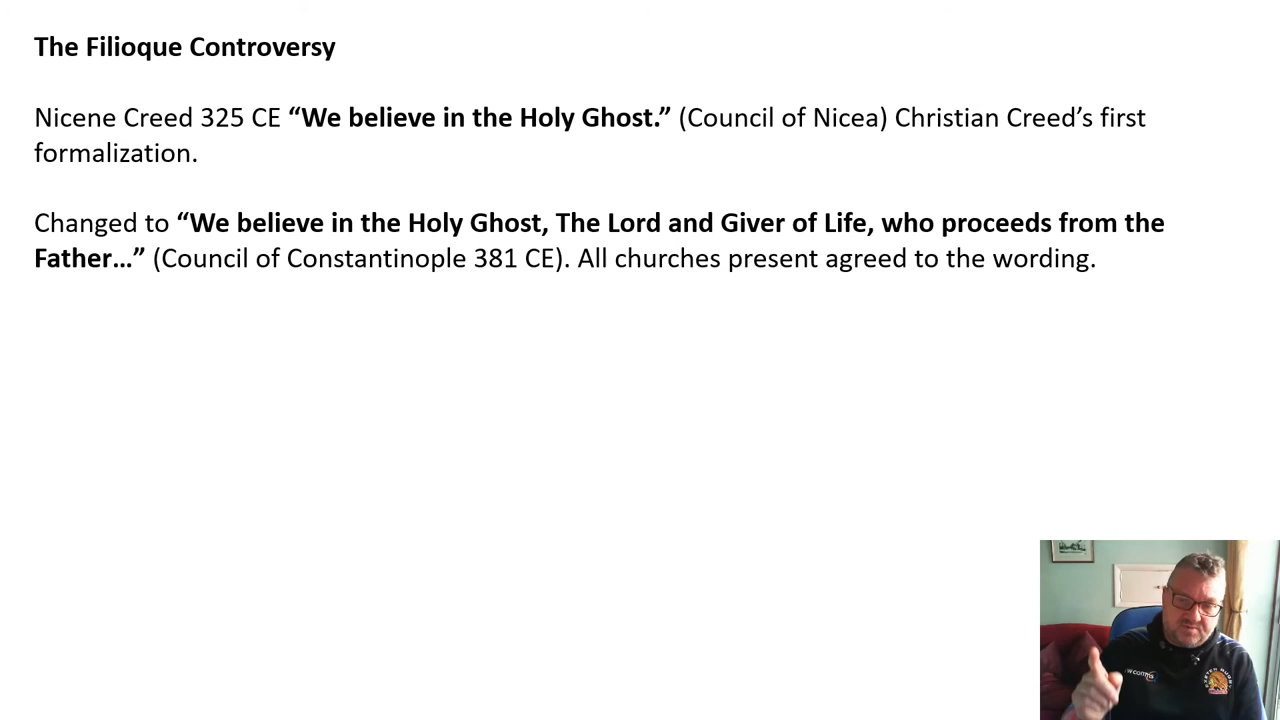 The Filioque Controversy
Nicene Creed 325 CE “We believe in the Holy Ghost.” (Council of Nicea) Christian Creed’s first
formalization.
Changed to “We believe in the Holy Ghost, The Lord and Giver of Life, who proceeds from the
Father…” (Council of Constantinople 381 CE). All churches present agreed to the wording.